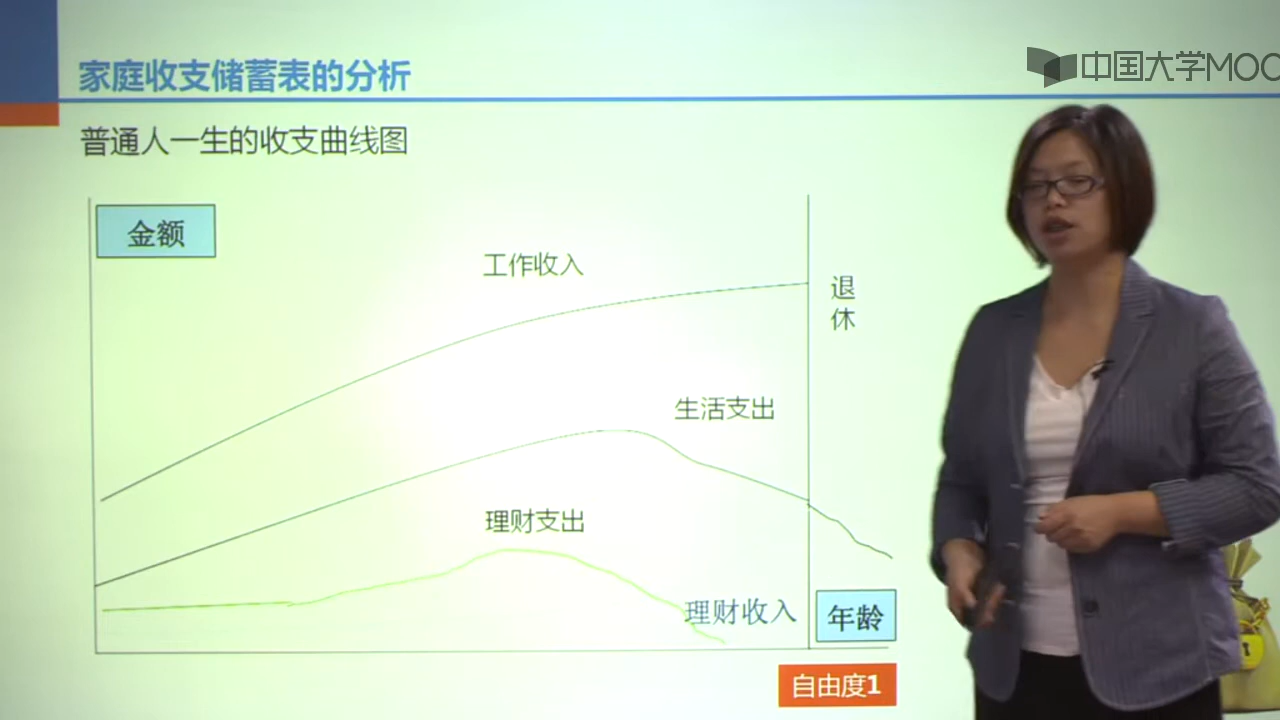 家庭收支储蓄表的分析
中国大学MOO
普通人一生的收支曲线图
金额
工作收入
退
休
生活支出
理财支出
理财收入
年龄
自由度1